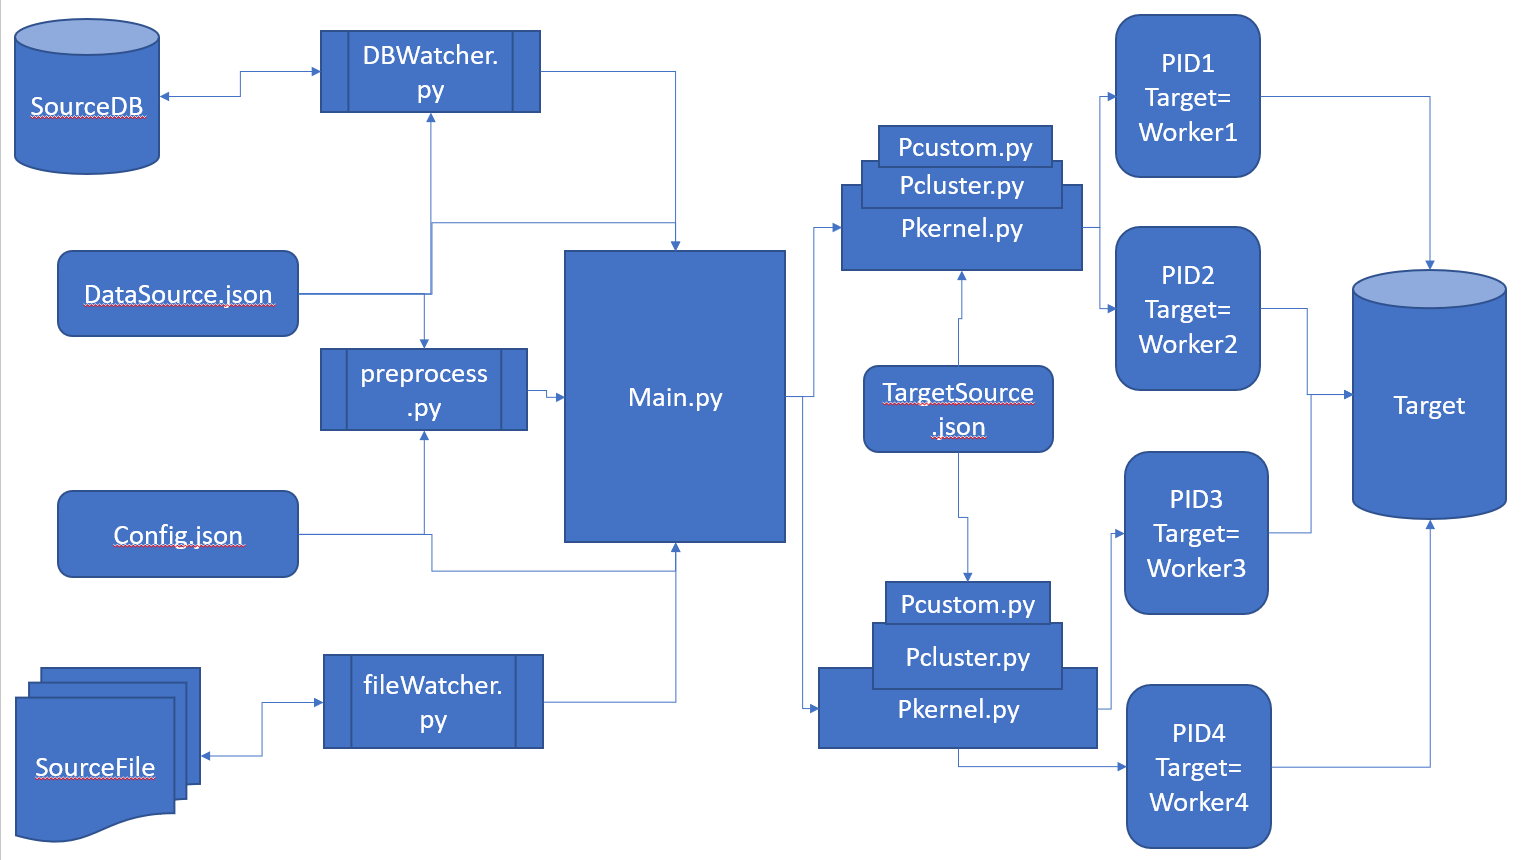 SourceDB
DBWatcher.
py
DataSource.json
preprocess
.py
Config.json
fileWatcher.
py
SourceFile
Main.py
Pcustom.py
Pcluster.py
Pkernel.py
TargetSource
.json
Pcustom.py
Pcluster.py
Pkernel.py
PID1
Target=
Worker1
PID2
Target=
Worker2
PID3
Target=
Worker3
PID4
Target=
Worker4
Target